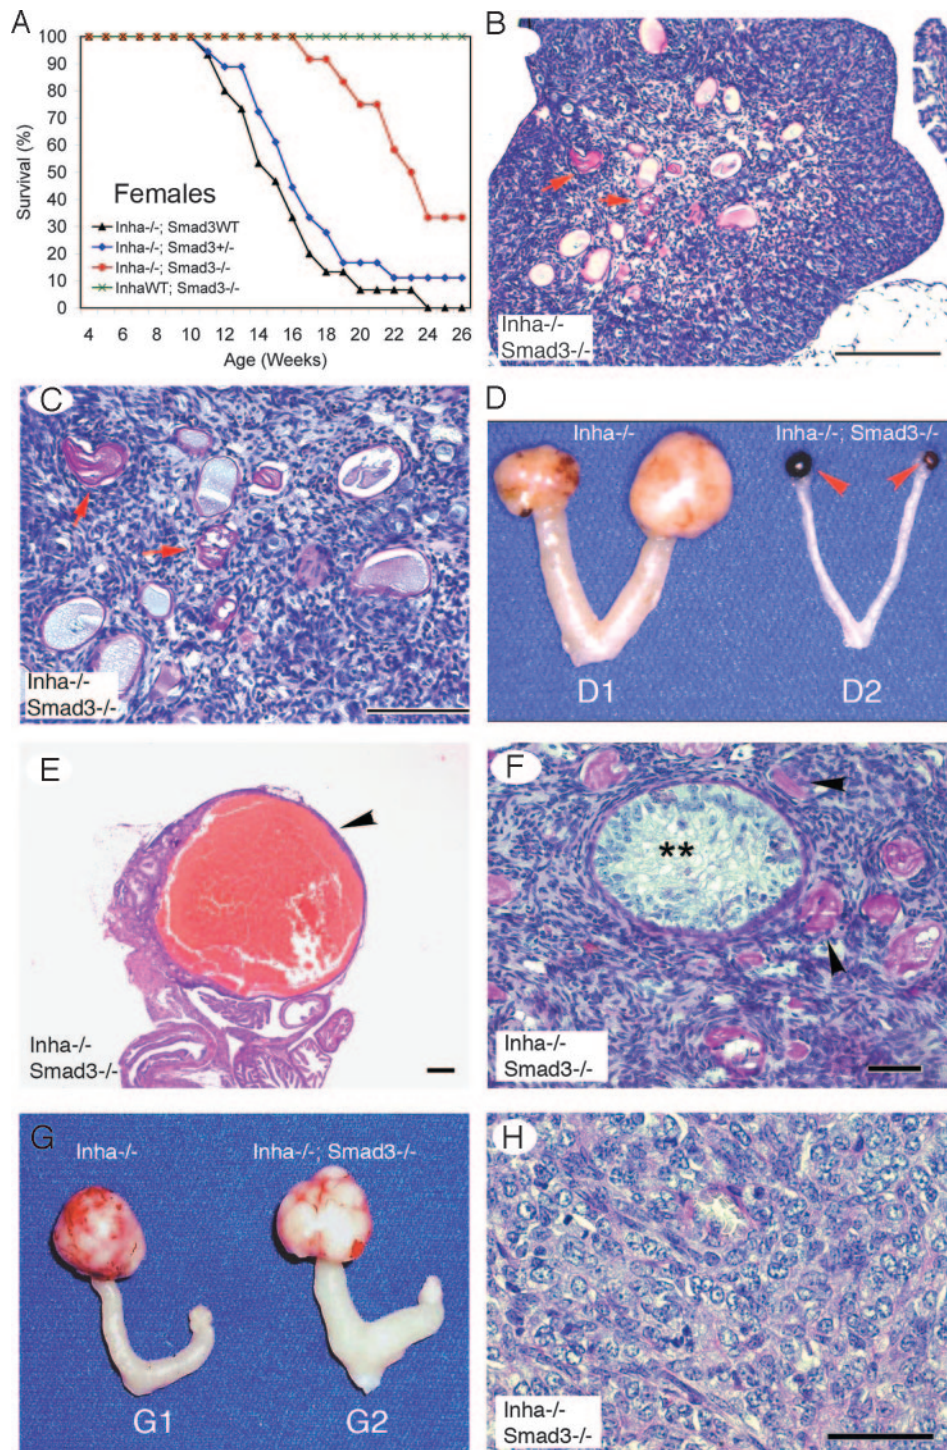 A
100
90
80
70
60
50
40
30
20
10
0
Survival (%)
Females
Inha-/-; Smad3WT
Inha-/-; Smad3+/-
Inha-/-; Smad3-/-
InhaWT; Smad3-/-
4 6 8 10 12 14 16 18 20 22 24 26
Age (Weeks)
B
Inha-/-
Smad3-/-
C
Inha-/-
Smad3-/-
D
Inha-/-
Inha-/-; Smad3-/-
D1
D2
E
Inha-/-
Smad3-/-
F
**
Inha-/-
Smad3-/-
G
Inha-/-
Inha-/-; Smad3-/-
G1
G2
H
Inha-/-
Smad3-/-